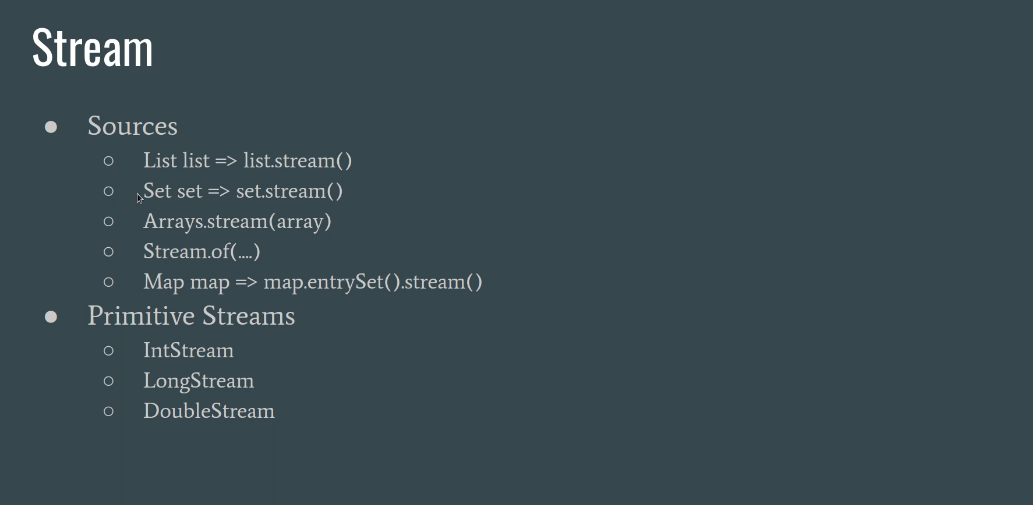 Stream
Sources
List list => list.stream()
Set set => set.stream()
Arrays.stream(array)
Stream.of(....)
Map map => map.entrySet().stream()
Primitive Streams
IntStream
LongStream
DoubleStream